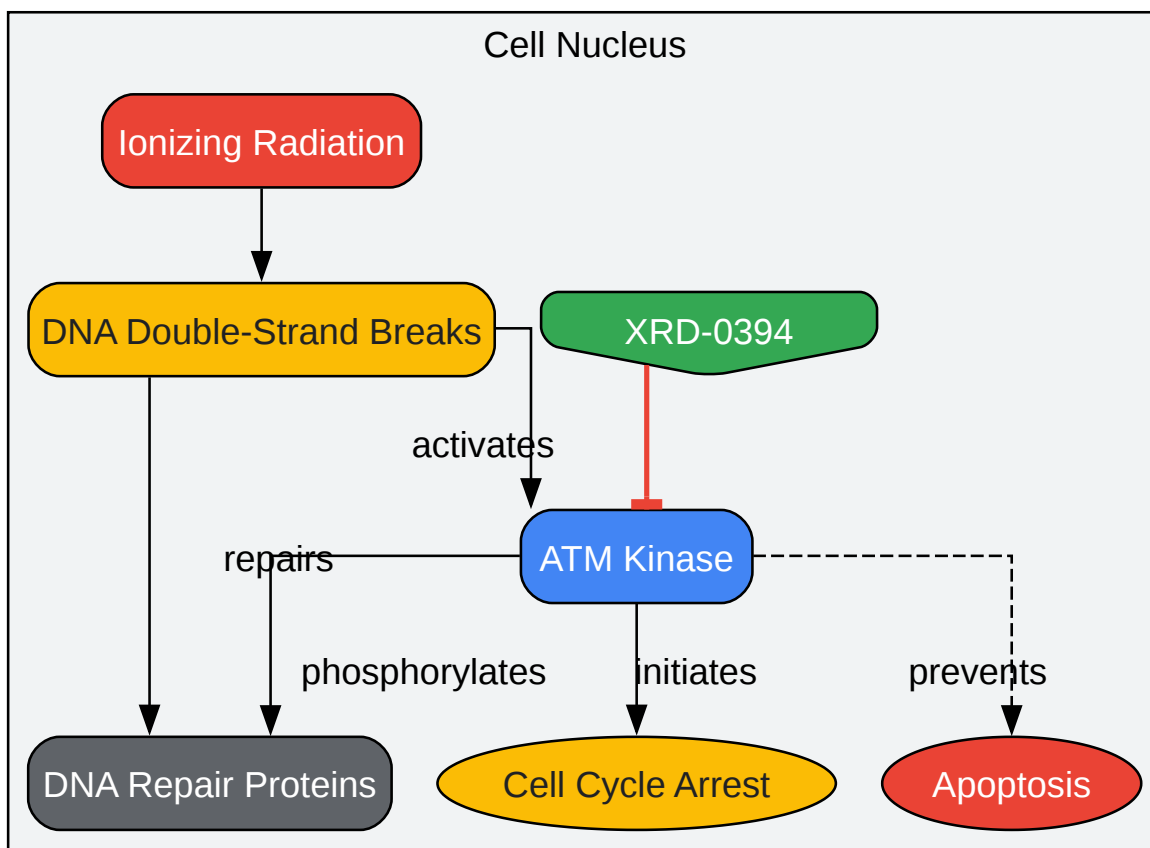 Cell Nucleus
Ionizing Radiation
DNA Double-Strand Breaks
XRD-0394
activates
repairs
ATM Kinase
phosphorylates
initiates
prevents
DNA Repair Proteins
Cell Cycle Arrest
Apoptosis